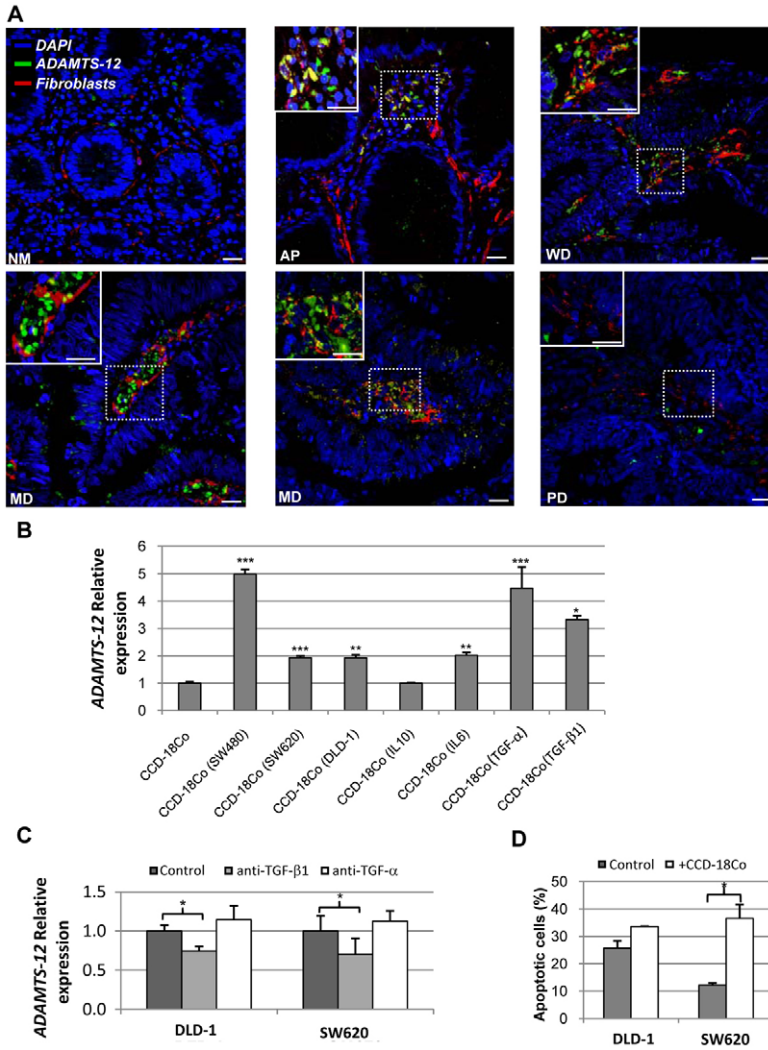 A
DAPI
ADAMTS-12
Fibroblasts
NM
AP
WD
MD
MD
PD
B
ADAMTS-12 Relative
expression
6
5
4
3
2
1
0
***
***
**
**
***
*
CCD-18Co
CCD-18Co (SW480)
CCD-18Co (SW620)
CCD-18Co (DLD-1)
CCD-18Co (IL10)
CCD-18Co (IL6)
CCD-18Co (TGF-α)
CCD-18Co (TGF-β1)
C
Control anti-TGF-β1 anti-TGF-α
ADAMTS-12 Relative
expression
1.5
1.0
0.5
0.0
*
*
DLD-1 SW620
D
Control +CCD-18Co
Apoptotic cells (%)
50
40
30
20
10
0
*
DLD-1 SW620